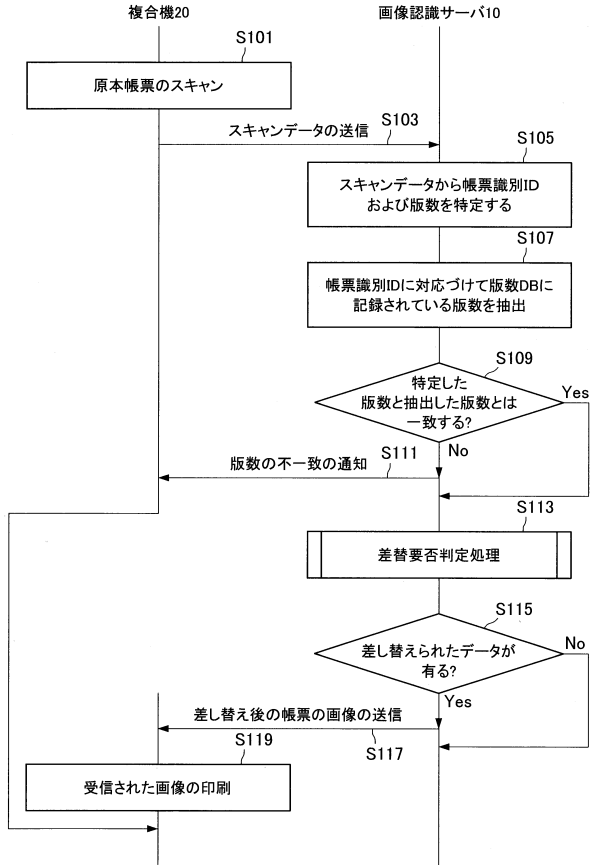 複合機20
画像認識サーバ10
S101
原本帳票のスキャン
スキャンデータの送信
S103
S105
スキャンデータから帳票識別ID
および版数を特定する
S107
帳票識別IDに対応づけて版数DBに
記録されている版数を抽出
S109
特定した
版数と抽出した版数とは
一致する?
Yes
No
版数の不一致の通知
S111
S113
差替要否判定処理
S115
差し替えられたデータが
有る?
No
Yes
差し替え後の帳票の画像の送信
S117
S119
受信された画像の印刷